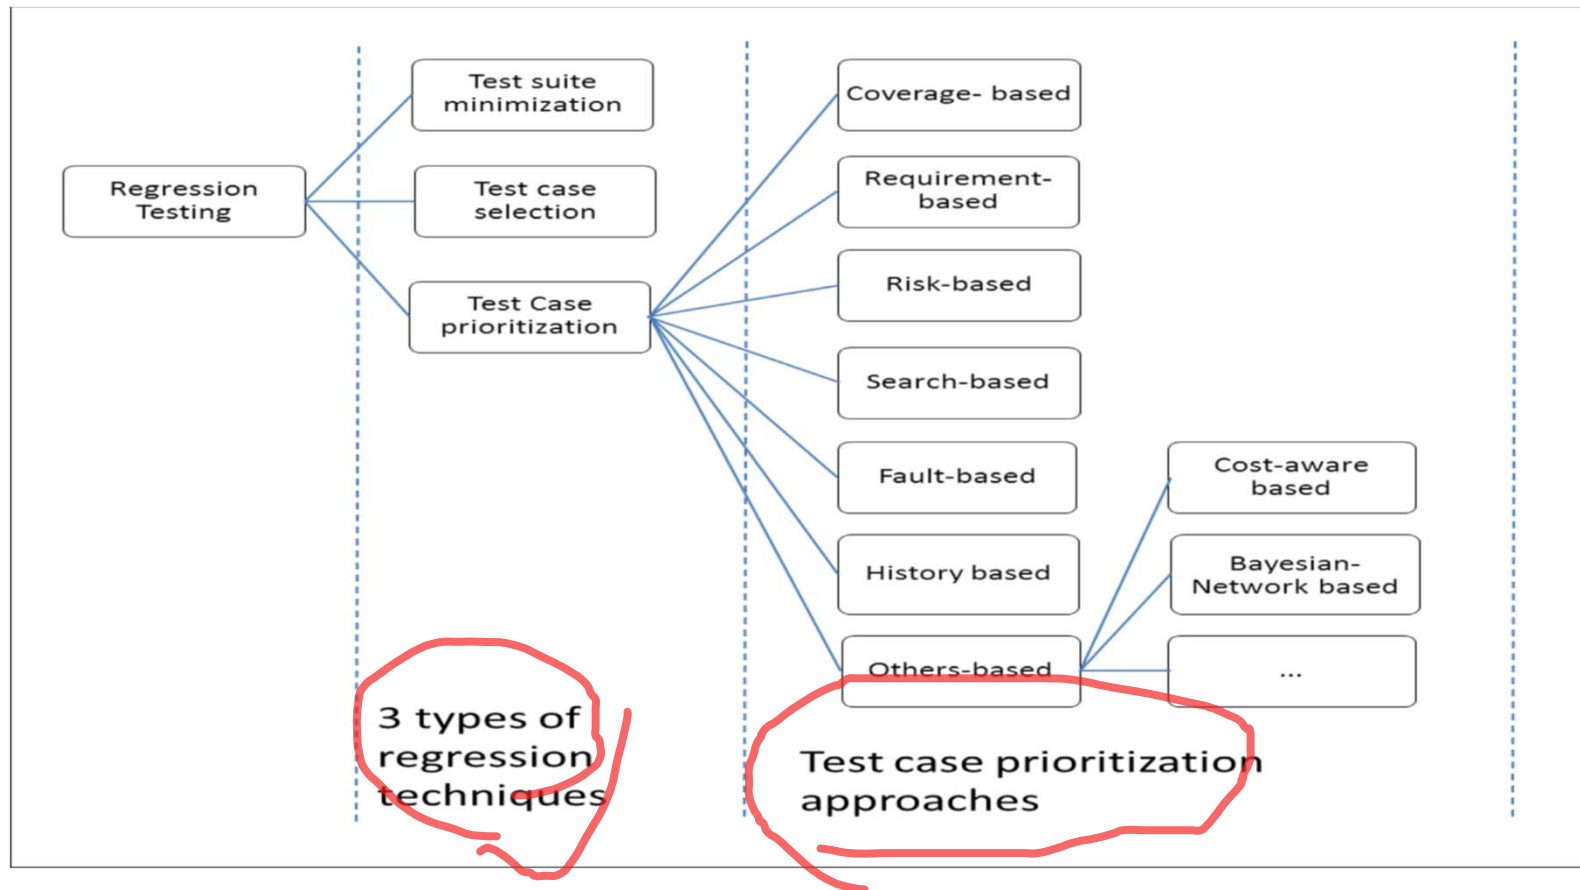 Regression
Testing
Test suite
minimization
Test case
selection
Test Case
prioritization
3 types of
regression
techniques
Coverage- based
Requirement-
based
Risk-based
Search-based
Fault-based
History based
Others-based
Cost-aware
based
Bayesian-
Network based
...
Test case prioritization
approaches